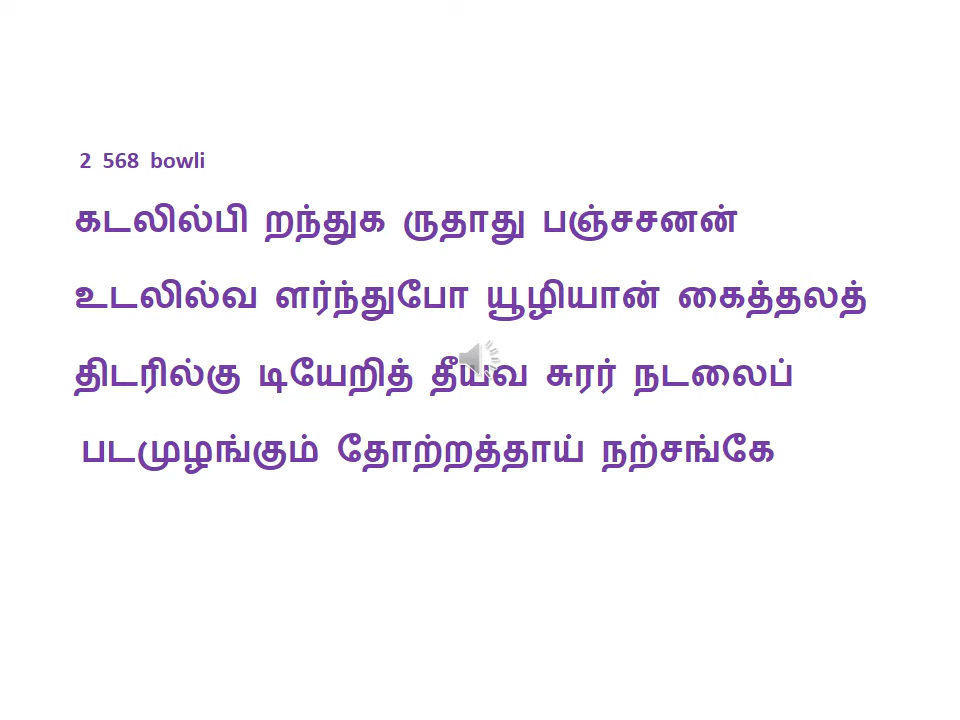 2 568 bowli
கடலில்பி றந்துக ருதாது பஞ்சசனன்
உடலில்வ ளர்ந்துபோ யூழியான் கைத்தலத்
திடரில்கு டியேறித் தீயவ சுரர் நடலைப்
படமுழங்கும் தோற்றத்தாய் நற்சங்கே